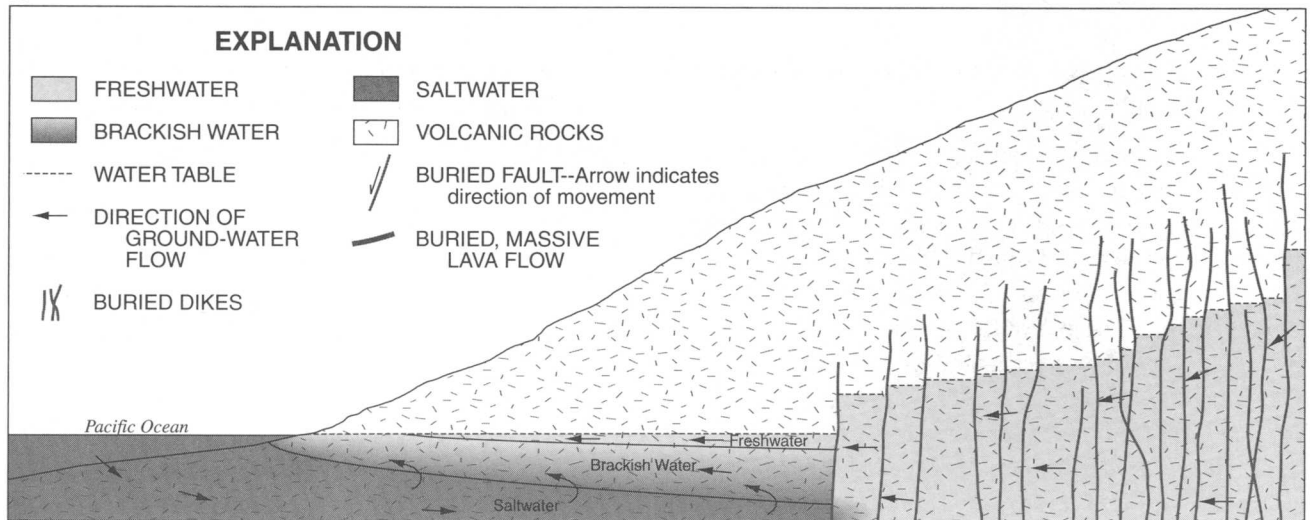 EXPLANATION
FRESHWATER
BRACKISH WATER
WATER TABLE
DIRECTION OF
GROUND-WATER
FLOW
BURIED DIKES
SALTWATER
VOLCANIC ROCKS
BURIED FAULT--Arrow indicates
direction of movement
BURIED, MASSIVE
LAVA FLOW
Pacific Ocean
Freshwater
Brackish Water
Saltwater